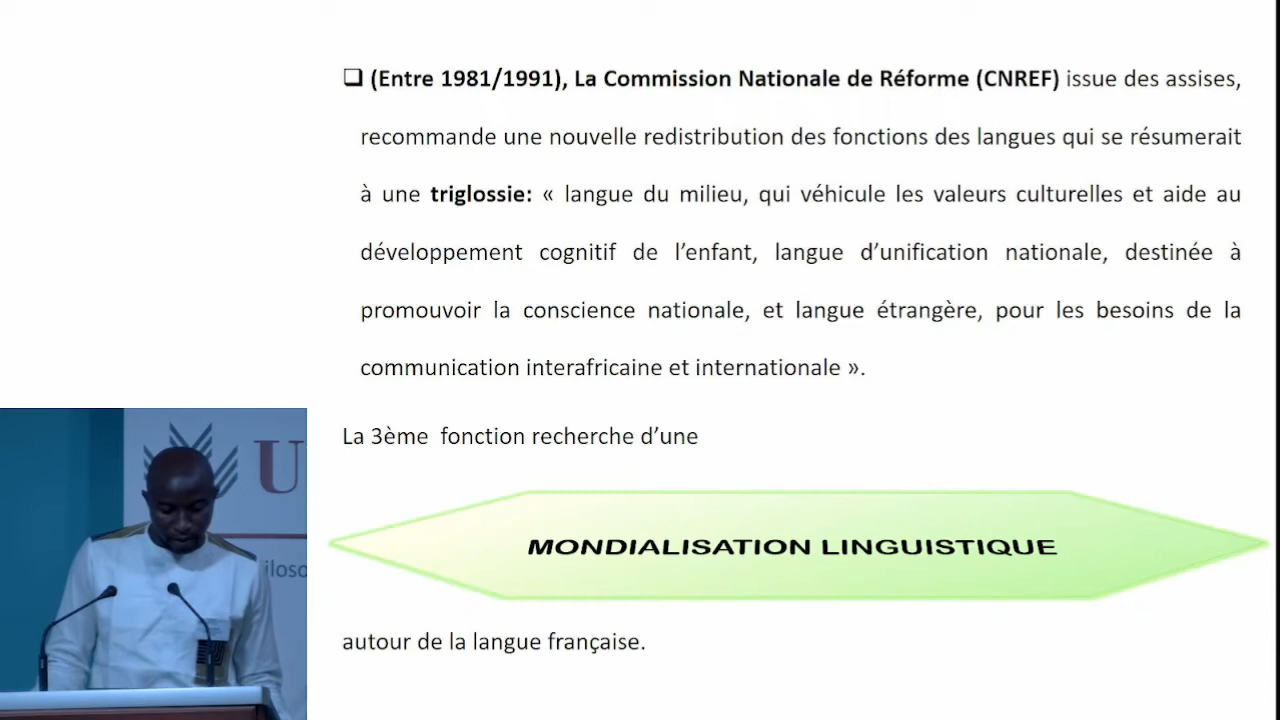 ❑ (Entre 1981/1991), La Commission Nationale de Réforme (CNREF) issue des assises,
recommande une nouvelle redistribution des fonctions des langues qui se résumerait
à une triglossie: « langue du milieu, qui véhicule les valeurs culturelles et aide au
développement cognitif de l’enfant, langue d’unification nationale, destinée à
promouvoir la conscience nationale, et langue étrangère, pour les besoins de la
communication interafricaine et internationale ».
La 3ème fonction recherche d’une
MONDIALISATION LINGUISTIQUE
autour de la langue française.
U
iloso